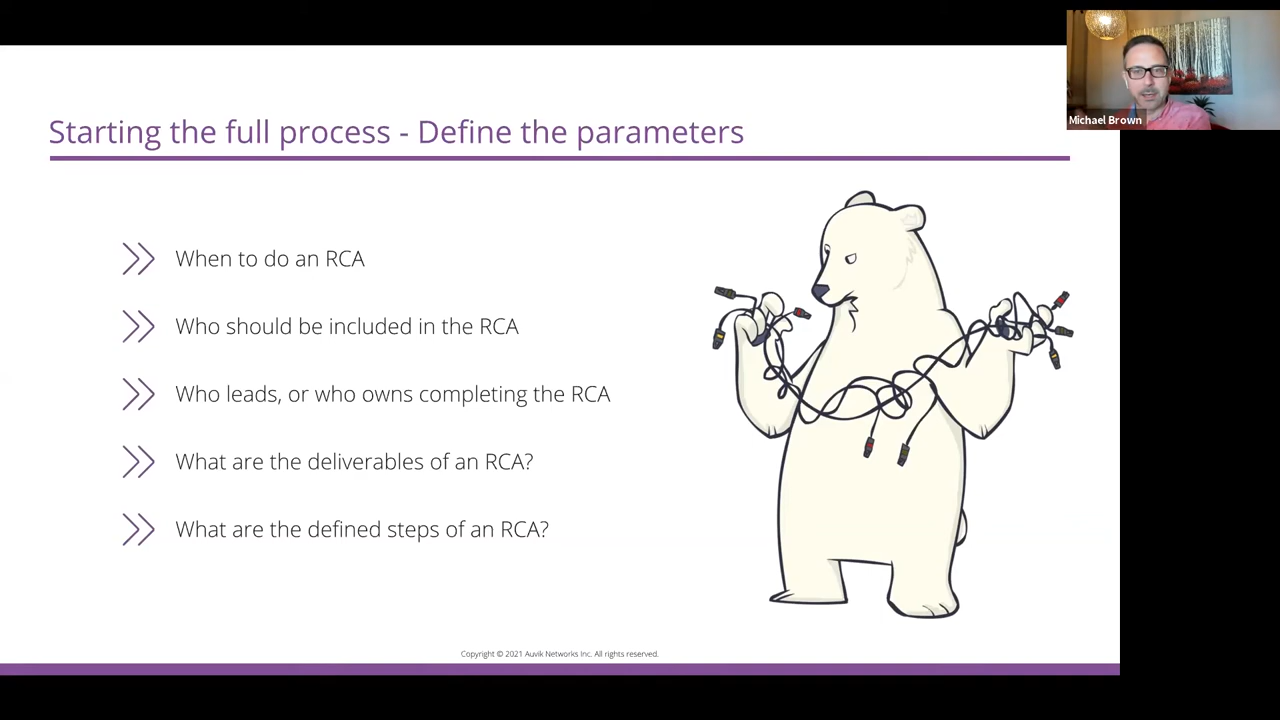 Starting the full process - Define the parameters
When to do an RCA
Who should be included in the RCA
Who leads, or who owns completing the RCA
What are the deliverables of an RCA?
What are the defined steps of an RCA?
Copyright © 2021 Auvik Networks Inc. All rights reserved.
Michael Brown